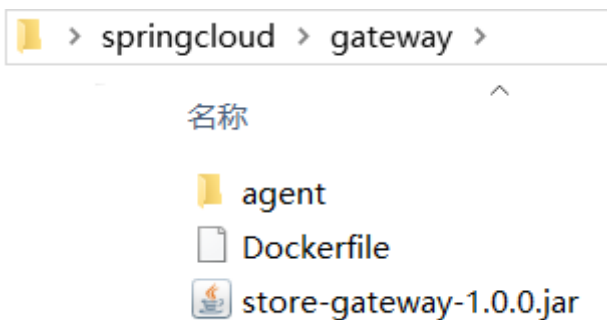 > springcloud > gateway >
名称
agent
Dockerfile
store-gateway-1.0.0.jar